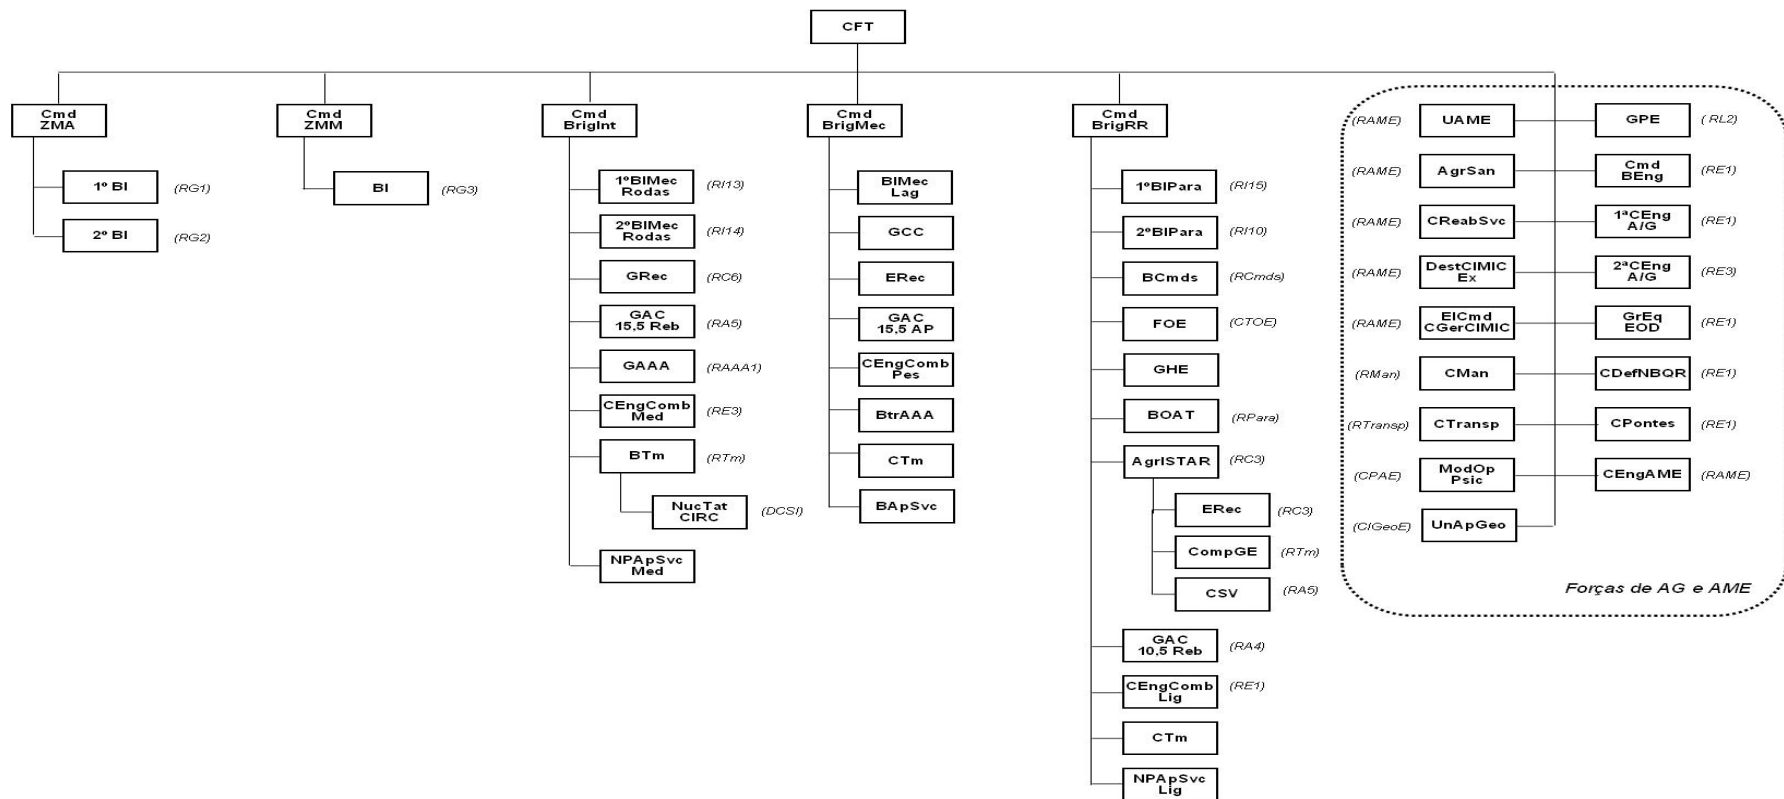 CFT
Cmd
ZMA
1º BI
(RG1)
2º BI
(RG2)
Cmd
ZMM
BI
(RG3)
Cmd
BrigInt
1ºBIMec
Rodas
(RI13)
2ºBIMec
Rodas
(RI14)
GRec
(RC6)
GAC
15,5 Reb
(RA5)
GAAA
(RAAA1)
CEngComb
Med
(RE3)
BTm
(RTm)
NucTat
CIRC
(DCSI)
NPApSvc
Med
Cmd
BrigMec
BIMec
Lag
GCC
ERec
GAC
15,5 AP
CEngComb
Pes
BtrAAA
CTm
BApSvc
Cmd
BrigRR
1ºBIPara
(RI15)
2ºBIPara
(RI10)
BCmds
(RCmds)
FOE
(CTOE)
GHE
BOAT
(RPara)
AgrISTAR
(RC3)
ERec
(RC3)
CompGE
(RTm)
CSV
(RA5)
GAC
10,5 Reb
(RA4)
CEngComb
Lig
(RE1)
CTm
NPApSvc
Lig
(RAME)
UAME
GPE
( RL2)
(RAME)
AgrSan
Cmd
BEng
(RE1)
(RAME)
CReabSvc
1ªCEng
A/G
(RE1)
(RAME)
DestCIMIC
Ex
2ªCEng
A/G
(RE3)
(RAME)
ElCmd
CGerCIMIC
GrEq
EOD
(RE1)
(RMan)
CMan
CDefNBQR
(RE1)
(RTransp)
CTransp
CPontes
(RE1)
(CPAE)
ModOp
Psic
CEngAME
(RAME)
(CIGeoE)
UnApGeo
Forças de AG e AME